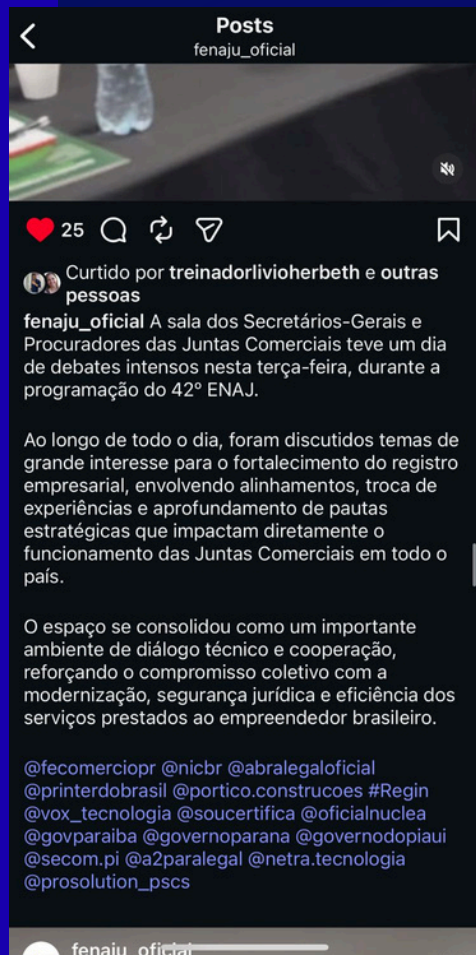 Posts
fenaju_oficial
25
Curtido por treinadorlivioherbeth e outras
pessoas
fenaju_oficial A sala dos Secretários-Gerais e
Procuradores das Juntas Comerciais teve um dia
de debates intensos nesta terça-feira, durante a
programação do 42º ENAJ.
Ao longo de todo o dia, foram discutidos temas de
grande interesse para o fortalecimento do registro
empresarial, envolvendo alinhamentos, troca de
experiências e aprofundamento de pautas
estratégicas que impactam diretamente o
funcionamento das Juntas Comerciais em todo o
país.
O espaço se consolidou como um importante
ambiente de diálogo técnico e cooperação,
reforçando o compromisso coletivo com a
modernização, segurança jurídica e eficiência dos
serviços prestados ao empreendedor brasileiro.
@fecomerciopr @nicbr @abralegaloficial
@printerdobrasil @portico.construcoes #Regin
@vox_tecnologia @soucertifica @oficialnuclea
@govparaiba @governoparana @governodopiaui
@secom.pi @a2paralegal @netra.tecnologia
@prosolution_pscs
fenaju_oficial